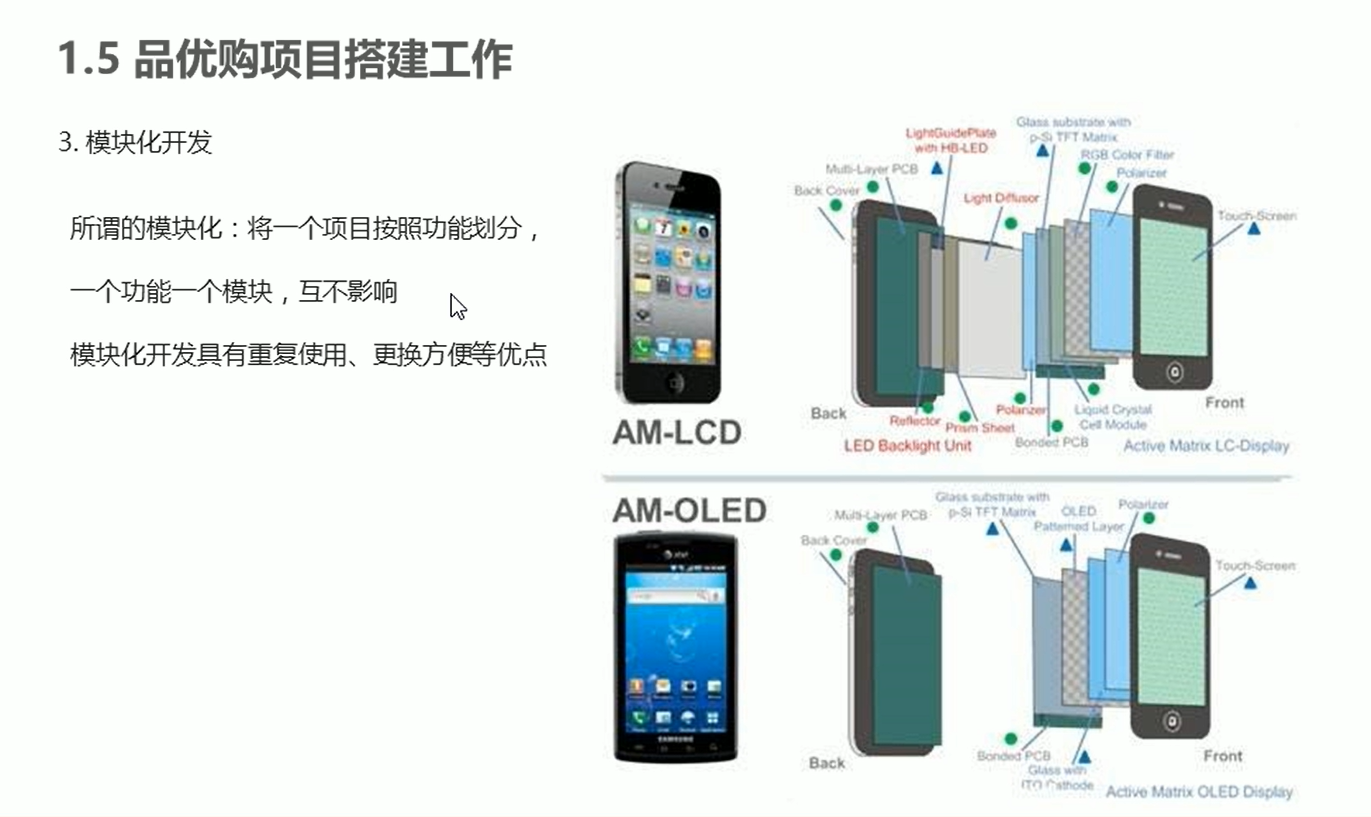 1.5 品优购项目搭建工作
3. 模块化开发
所谓的模块化：将一个项目按照功能划分，
一个功能一个模块，互不影响
模块化开发具有重复使用、更换方便等优点
AM-LCD
LightGuidePlate
with HB-LED
Glass substrate with
p-Si TFT Matrix
RGB Color Filter
Polarizer
Multi-Layer PCB
Back Cover
Light Diffusor
Touch-Screen
Back
Front
Reflector
Prism Sheet
Polarizer
Bonded PCB
Liquid Crystal
Cell Module
LED Backlight Unit
Active Matrix LC-Display
AM-OLED
Glass substrate with
p-Si TFT Matrix
OLED
Patterned Layer
Polarizer
Multi-Layer PCB
Back Cover
Touch-Screen
at&t
SAMSUNG
Back
Front
Bonded PCB
Glass with
ITO Cathode
Active Matrix OLED Display